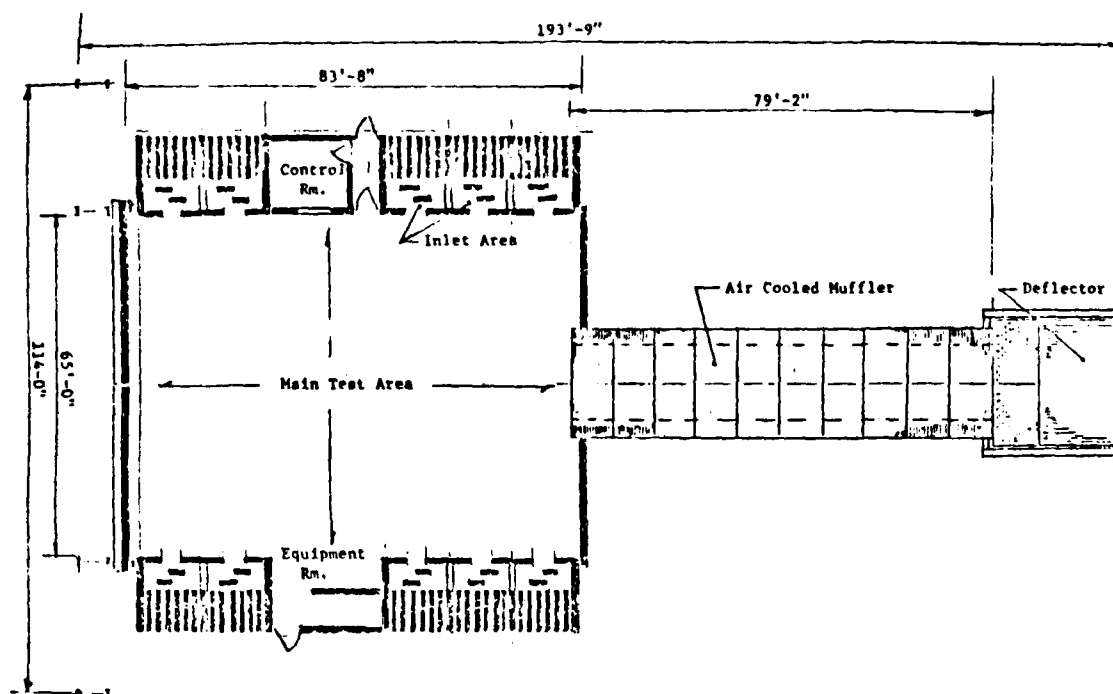 193'-9"
83'-8"
79'-2"
Control
Rm.
Inlet Area
Air Cooled Muffler
Deflector
114-0"
65'-0"
Main Test Area
Equipment
Rm.